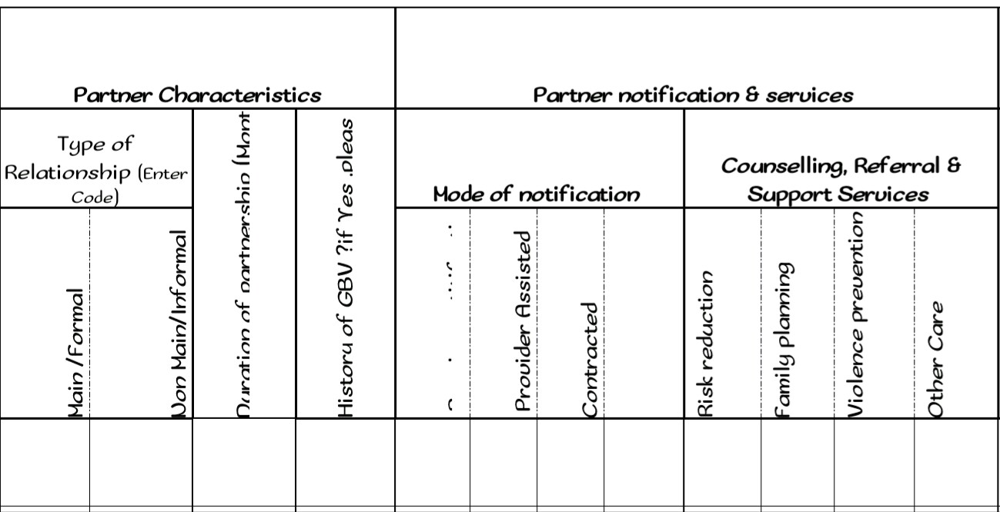 Partner Characteristics
Partner notification & services
Type of
Relationship (Enter
Code)
Duration of partnership (Mont
History of GBV ?if Yes .pleas
Mode of notification
Counselling, Referral &
Support Services
Main /Formal
Non Main/Informal
Provider Assisted
Contracted
Risk reduction
Family planning
Violence prevention
Other Care